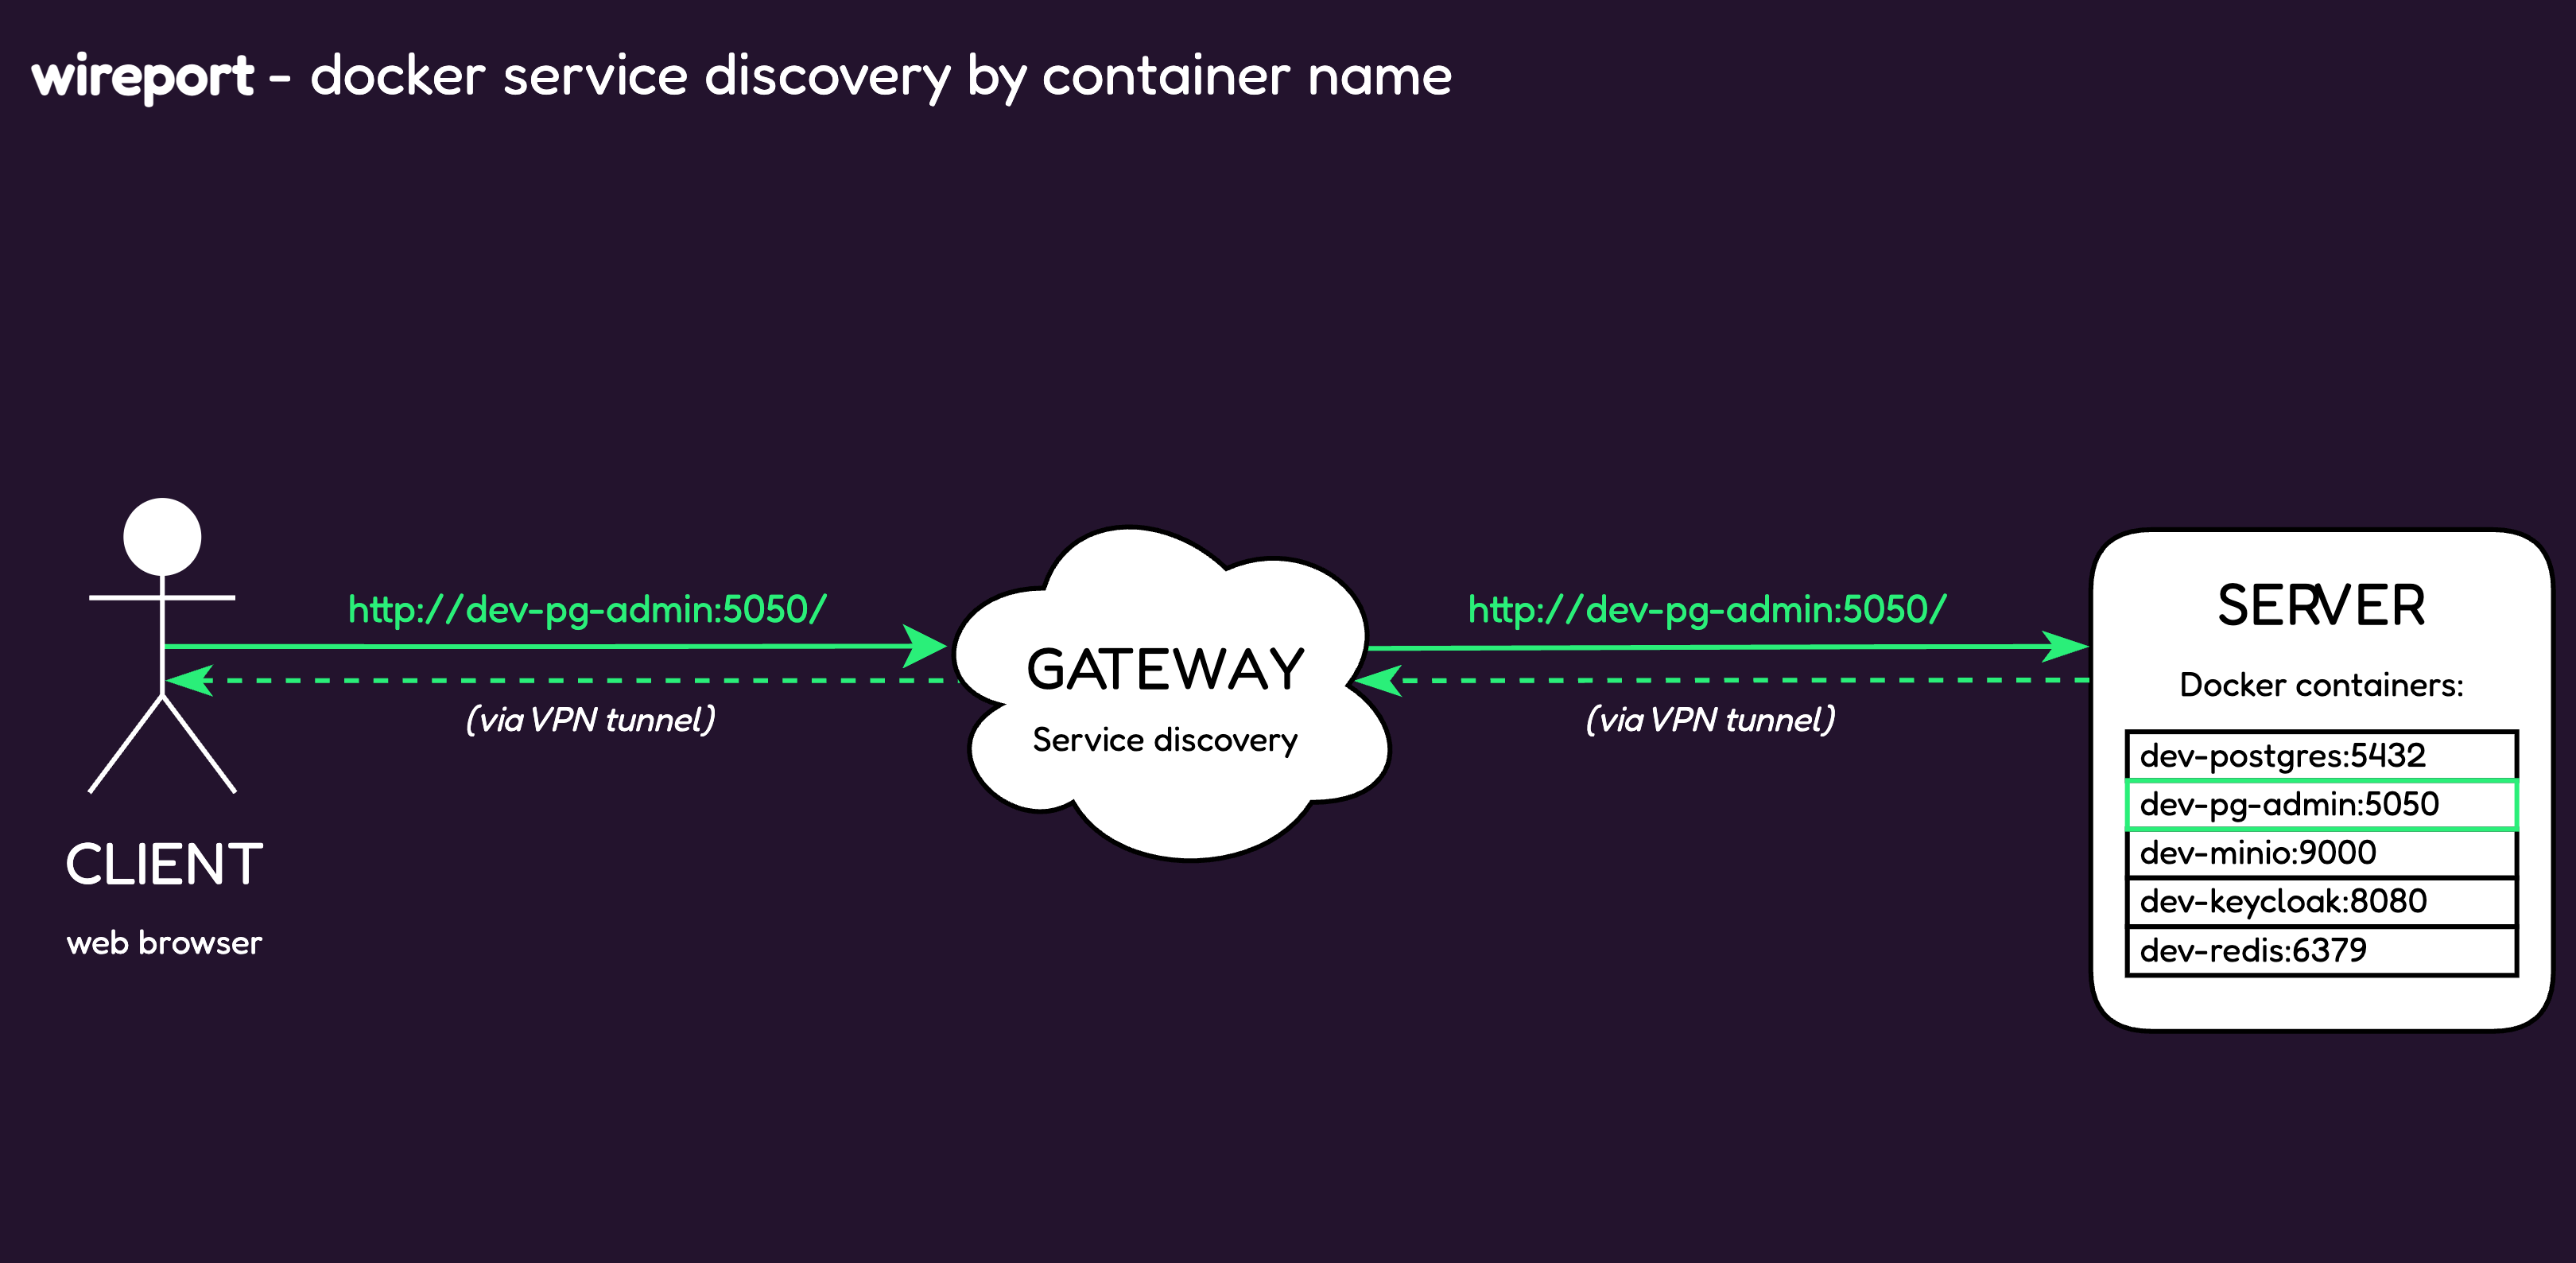 wireport - docker service discovery by container name
http://dev-pg-admin:5050/
(via VPN tunnel)
CLIENT
web browser
GATEWAY
Service discovery
http://dev-pg-admin:5050/
(via VPN tunnel)
SERVER
Docker containers:
dev-postgres:5432
dev-pg-admin:5050
dev-minio:9000
dev-keycloak:8080
dev-redis:6379